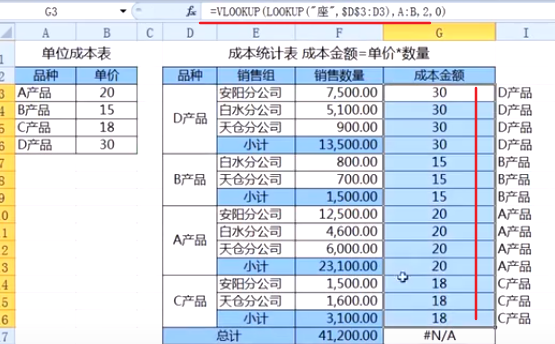 G3 fx =VLOOKUP(LOOKUP("座",$D$3:D3),A:B,2,0)
A B C D E F G I
1 单位成本表 成本统计表 成本金额=单价*数量
2 品种 单价 品种 销售组 销售数量 成本金额
3 A产品 20 D产品 安阳分公司 7,500.00 30 D产品
4 B产品 15 白水分公司 5,100.00 30 D产品
5 C产品 18 天仓分公司 900.00 30 D产品
6 D产品 30 小计 13,500.00 30 D产品
7 B产品 白水分公司 800.00 15 B产品
8 天仓分公司 700.00 15 B产品
9 小计 1,500.00 15 B产品
0 A产品 安阳分公司 12,500.00 20 A产品
1 白水分公司 4,600.00 20 A产品
2 天仓分公司 6,000.00 20 A产品
3 小计 23,100.00 20 A产品
4 C产品 安阳分公司 1,500.00 18 C产品
5 天仓分公司 1,600.00 18 C产品
6 小计 3,100.00 18 C产品
7 总计 41,200.00 #N/A